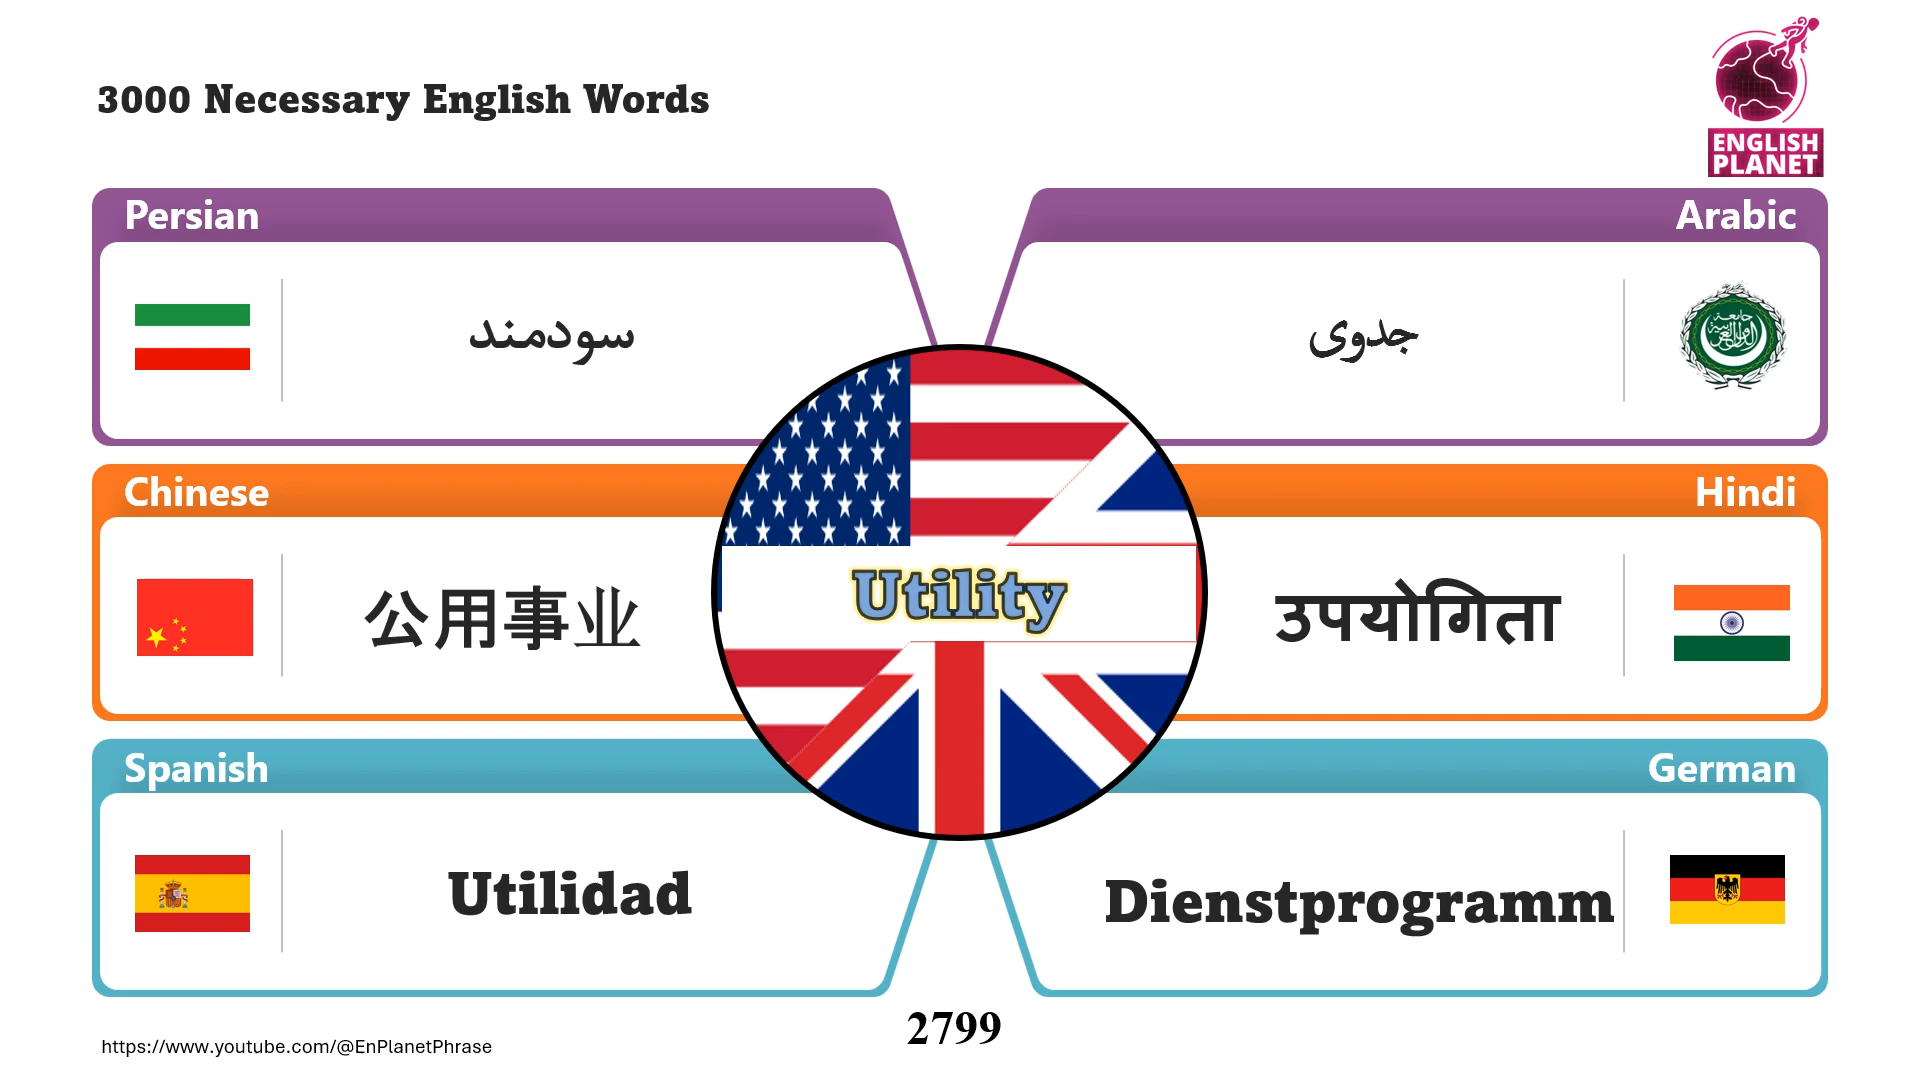 3000 Necessary English Words
ENGLISH
PLANET
Persian
Arabic
سودمند
جدوی
Chinese
Hindi
公用事业
Utility
उपयोगिता
Spanish
German
Utilidad
Dienstprogramm
2799
https://www.youtube.com/@EnPlanetPhrase